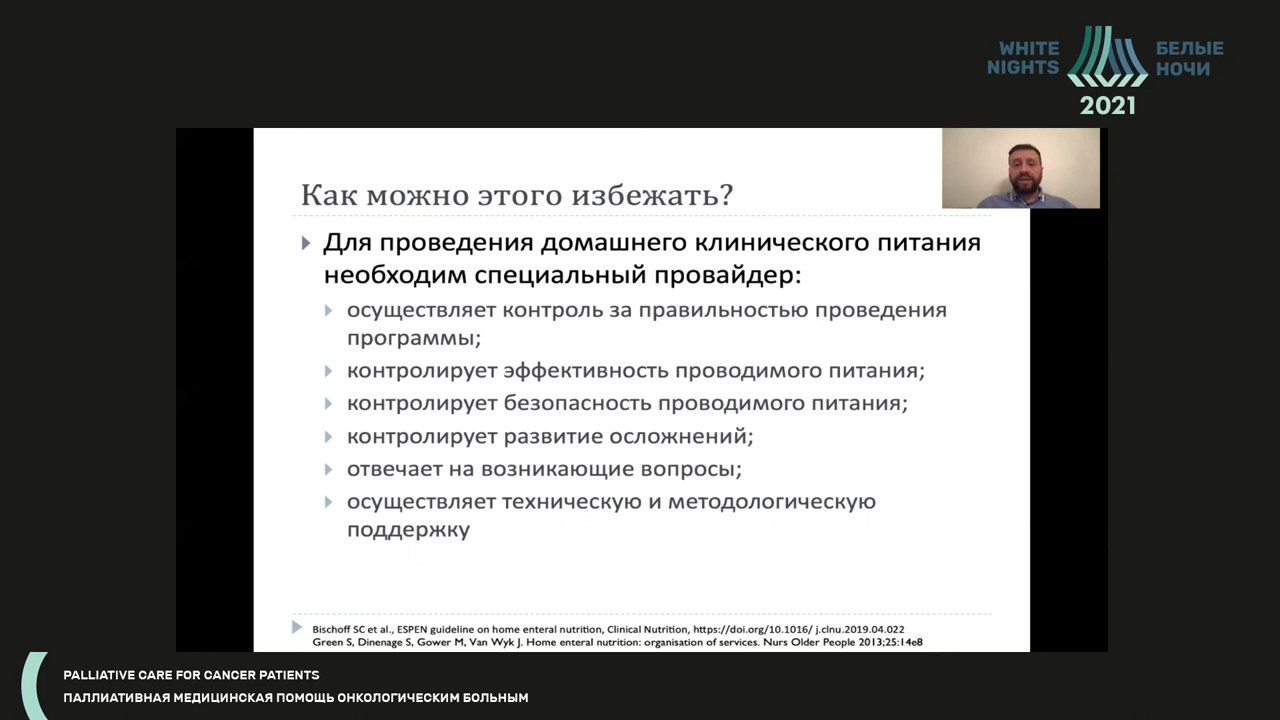 WHITE
NIGHTS
БЕЛЫЕ
НОЧИ
2021
Как можно этого избежать?
Для проведения домашнего клинического питания
необходим специальный провайдер:
осуществляет контроль за правильностью проведения
программы;
контролирует эффективность проводимого питания;
контролирует безопасность проводимого питания;
контролирует развитие осложнений;
отвечает на возникающие вопросы;
осуществляет техническую и методологическую
поддержку
Bischoff SC et al., ESPEN guideline on home enteral nutrition, Clinical Nutrition, https://doi.org/10.1016/ j.clnu.2019.04.022
Green S, Dinenage S, Gower M, Van Wyk J. Home enteral nutrition: organisation of services. Nurs Older People 2013;25:14e8
PALLIATIVE CARE FOR CANCER PATIENTS
ПАЛЛИАТИВНАЯ МЕДИЦИНСКАЯ ПОМОЩЬ ОНКОЛОГИЧЕСКИМ БОЛЬНЫМ